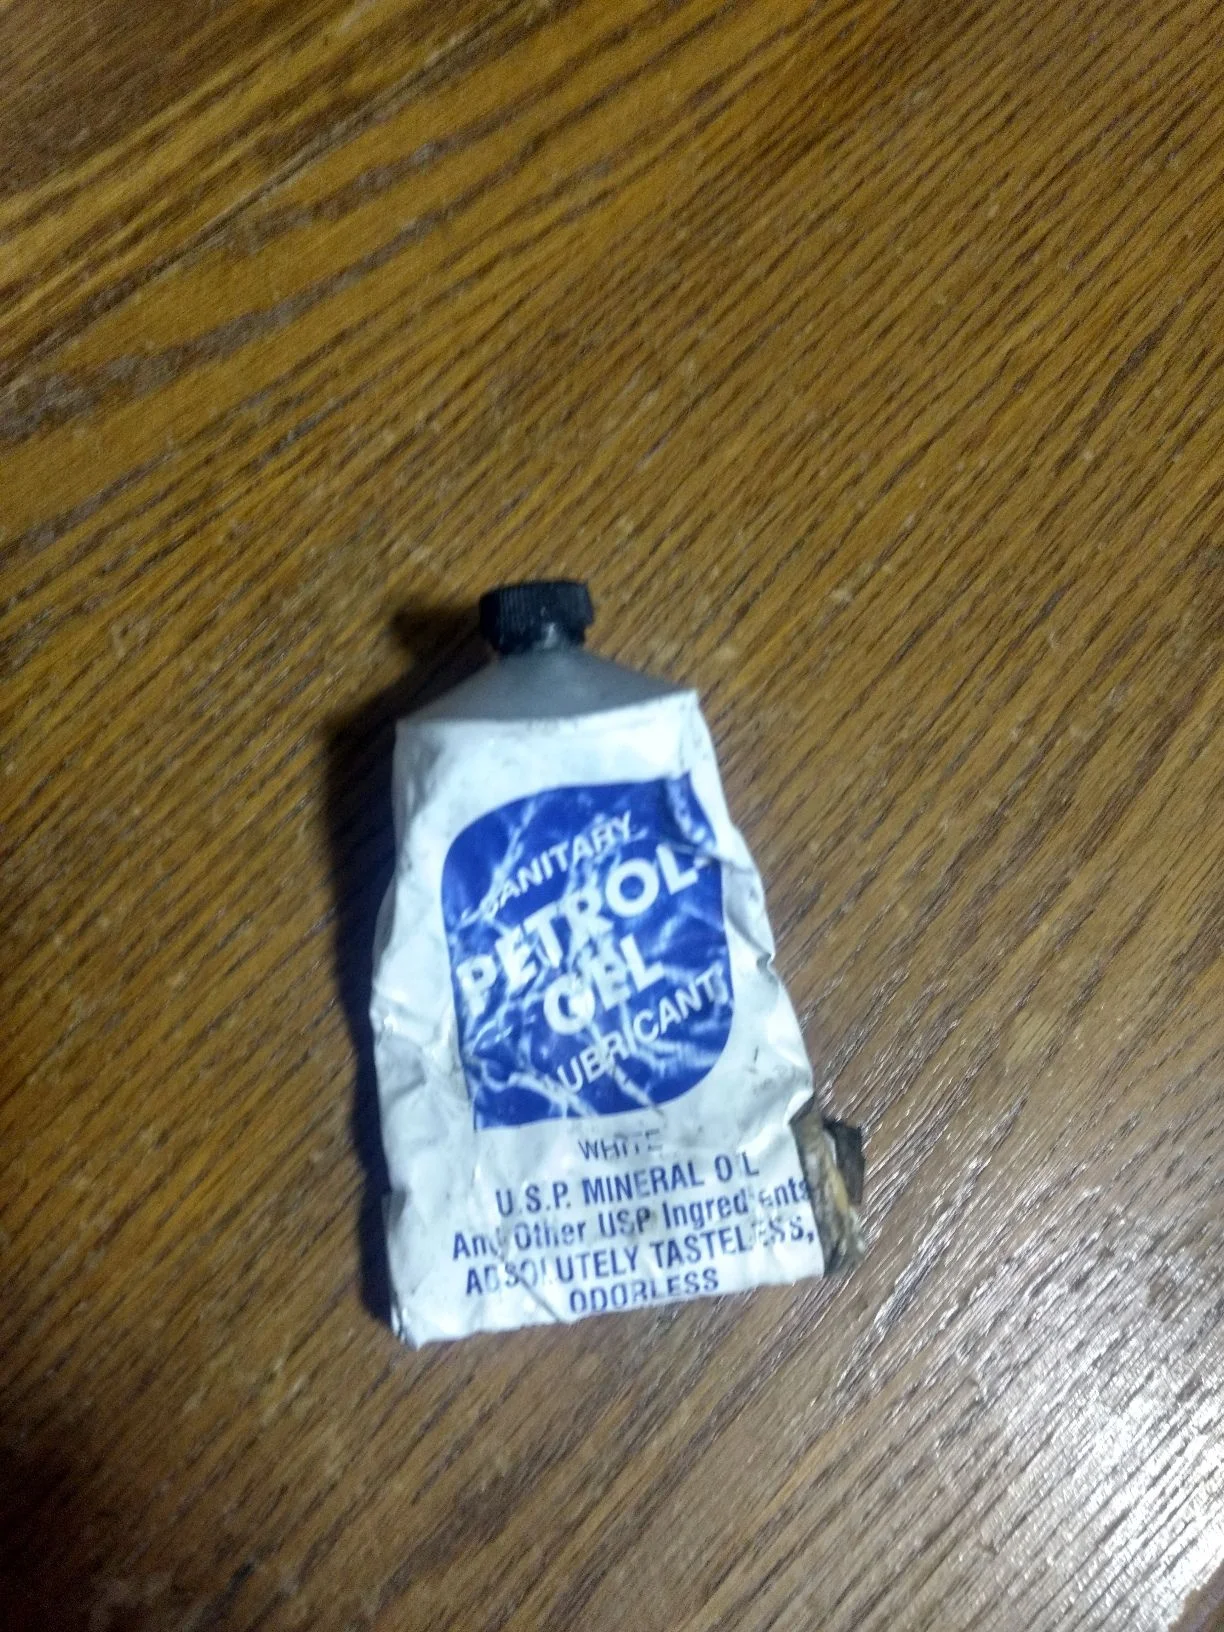 SANITARY
PETROL-
GEL
LUBRICANT
WHITE
U.S.P. MINERAL OIL
And Other USP Ingredients
ABSOLUTELY TASTELESS,
ODORLESS